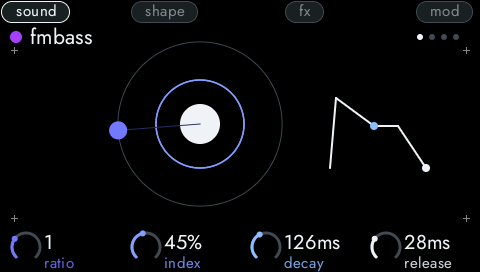 sound shape fx mod
fmbass
1 45% 126ms 28ms
ratio index decay release